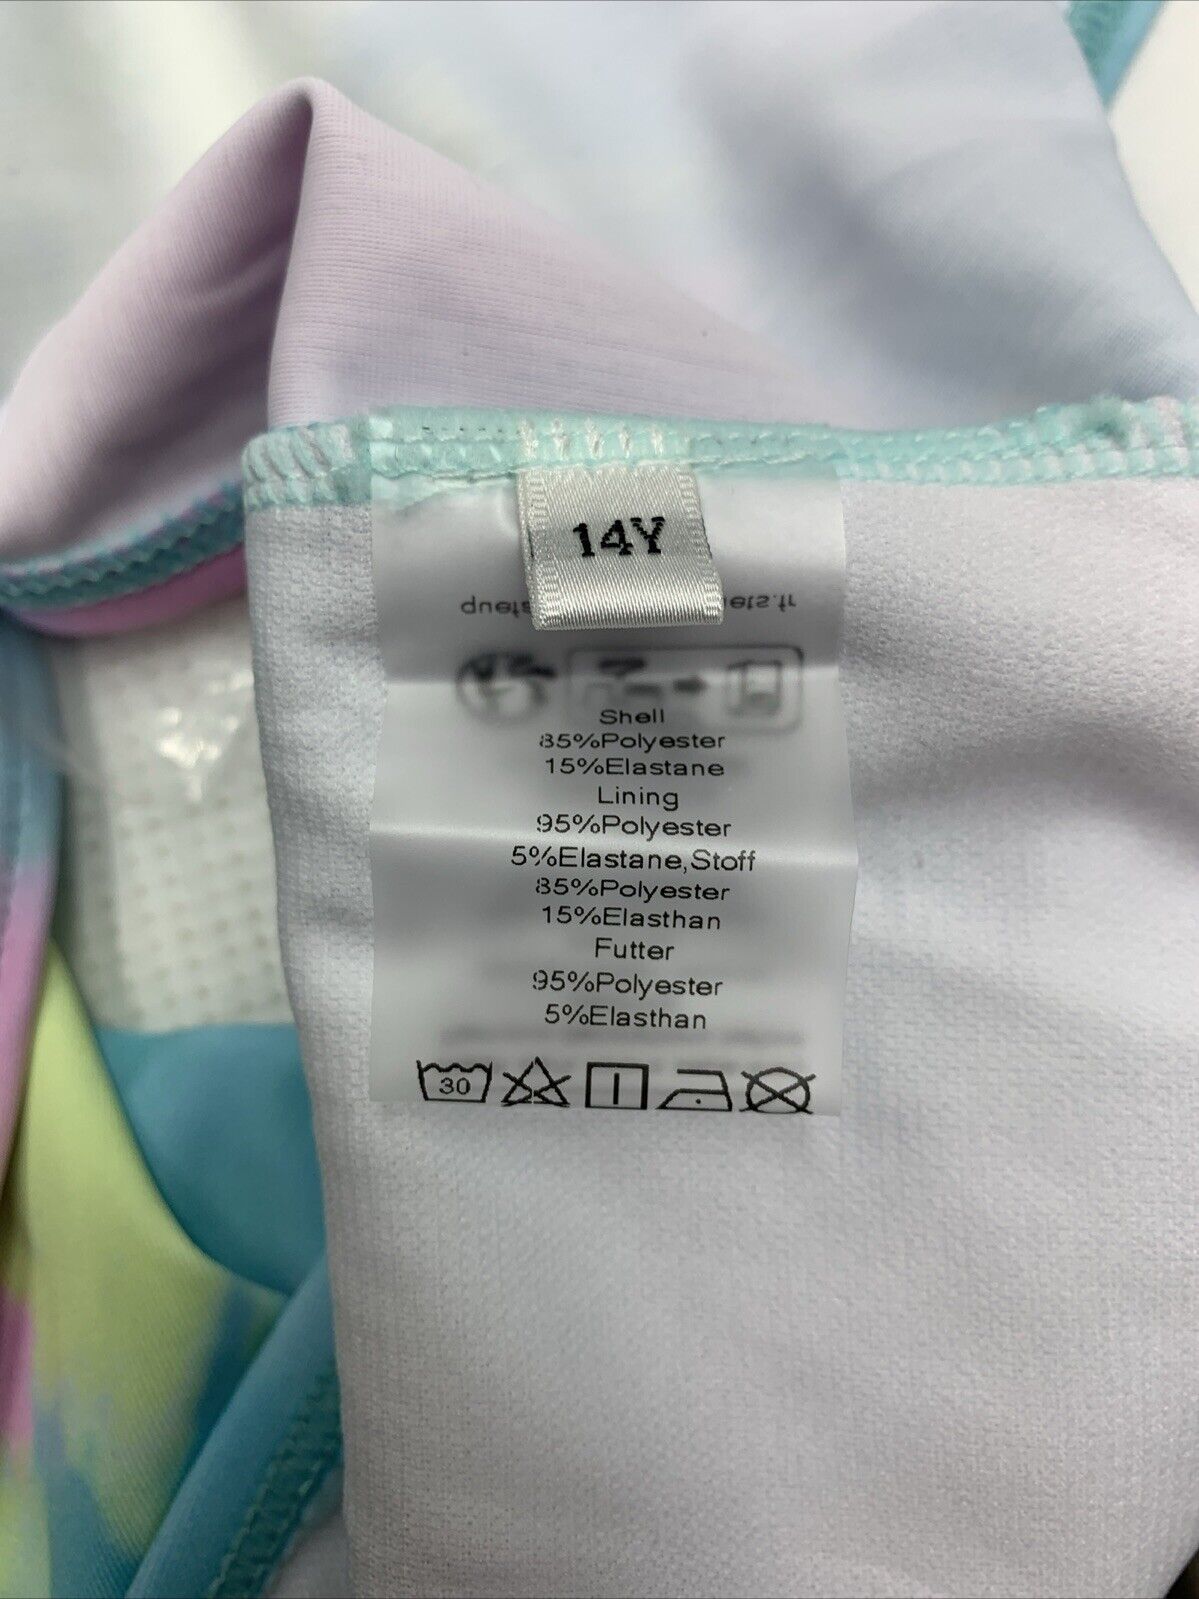 14Y
Shell
85%Polyester
15%Elastane
Lining
95%Polyester
5%Elastane,Stoff
85%Polyester
15%Elasthan
Futter
95%Polyester
5%Elasthan
30